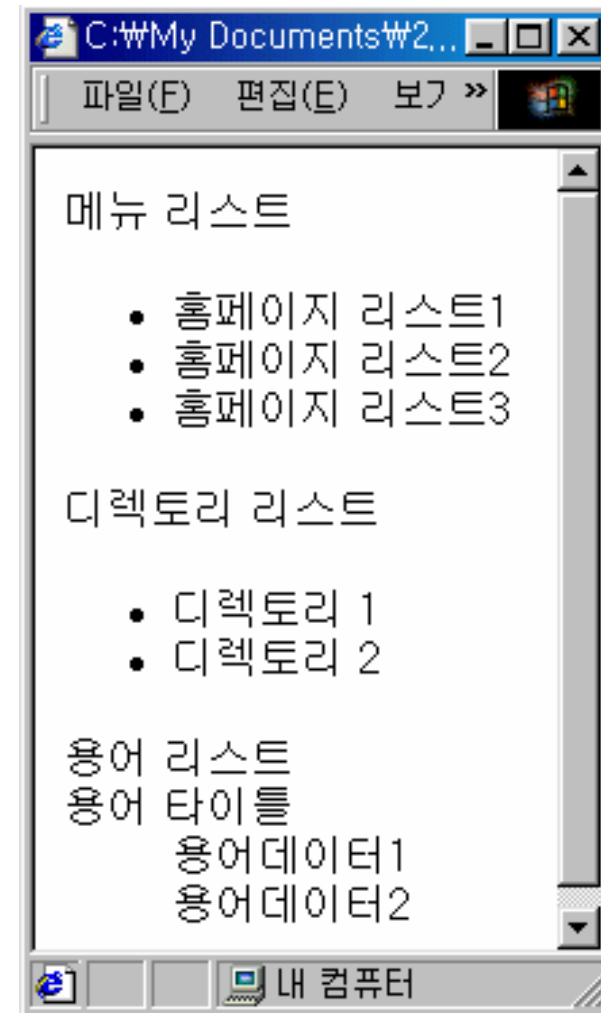 C:₩My Documents₩2...
파일(F) 편집(E) 보기 »
메뉴 리스트
• 홈페이지 리스트1
• 홈페이지 리스트2
• 홈페이지 리스트3
디렉토리 리스트
• 디렉토리 1
• 디렉토리 2
용어 리스트
용어 타이틀
용어데이터1
용어데이터2
내 컴퓨터